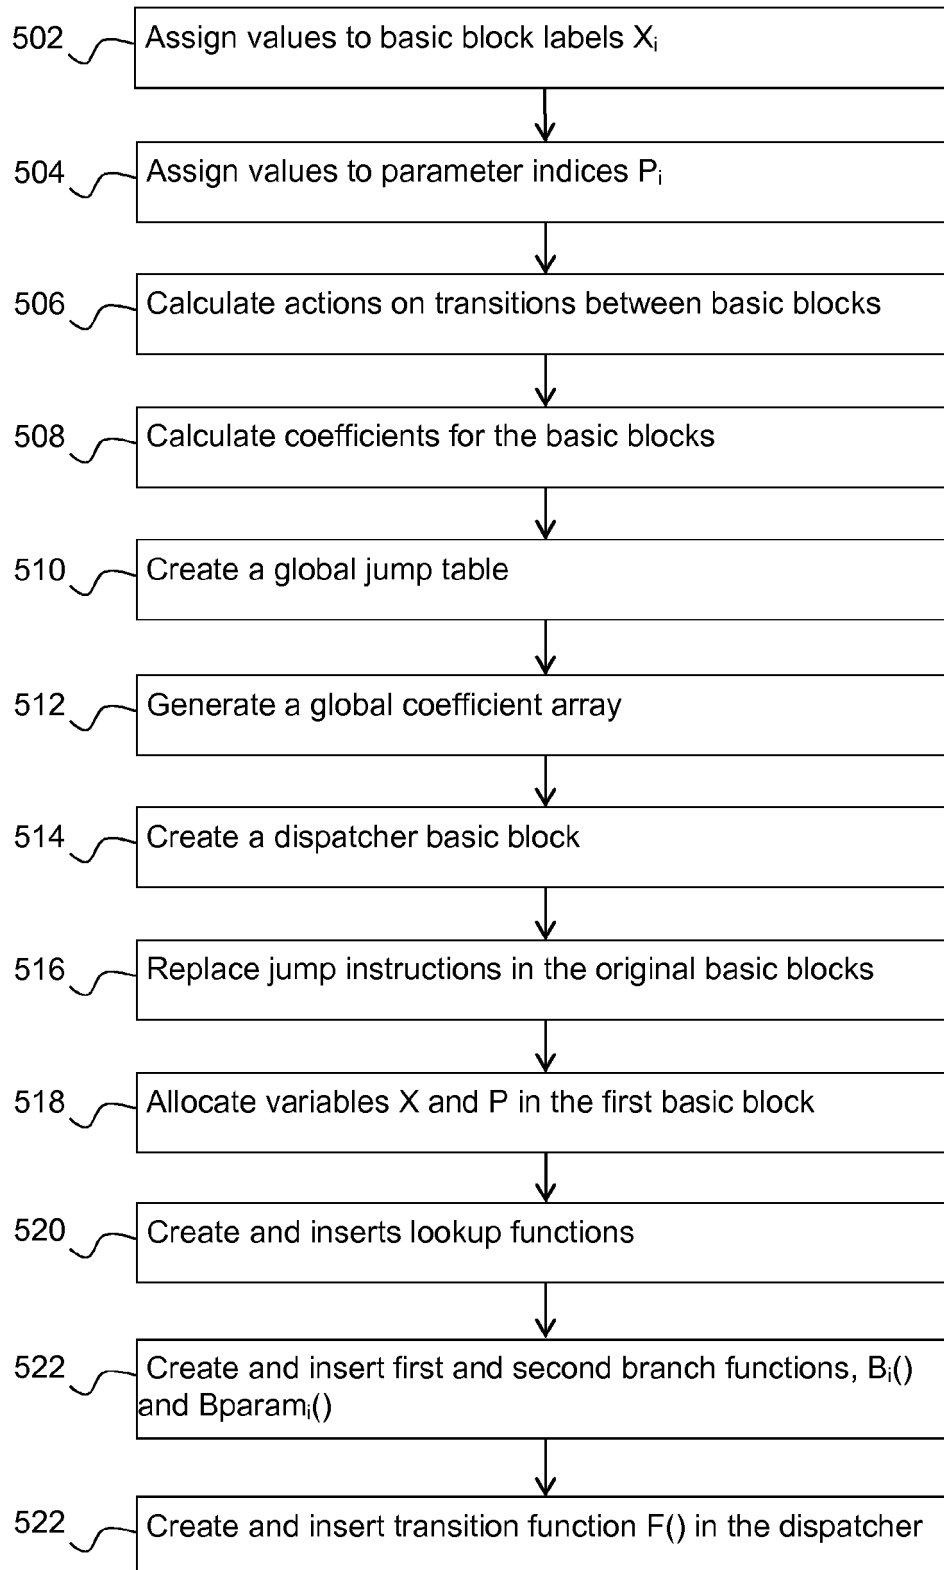 502 Assign values to basic block labels Xᵢ
504 Assign values to parameter indices Pᵢ
506 Calculate actions on transitions between basic blocks
508 Calculate coefficients for the basic blocks
510 Create a global jump table
512 Generate a global coefficient array
514 Create a dispatcher basic block
516 Replace jump instructions in the original basic blocks
518 Allocate variables X and P in the first basic block
520 Create and inserts lookup functions
522 Create and insert first and second branch functions, Bᵢ()
and Bparamᵢ()
522 Create and insert transition function F() in the dispatcher